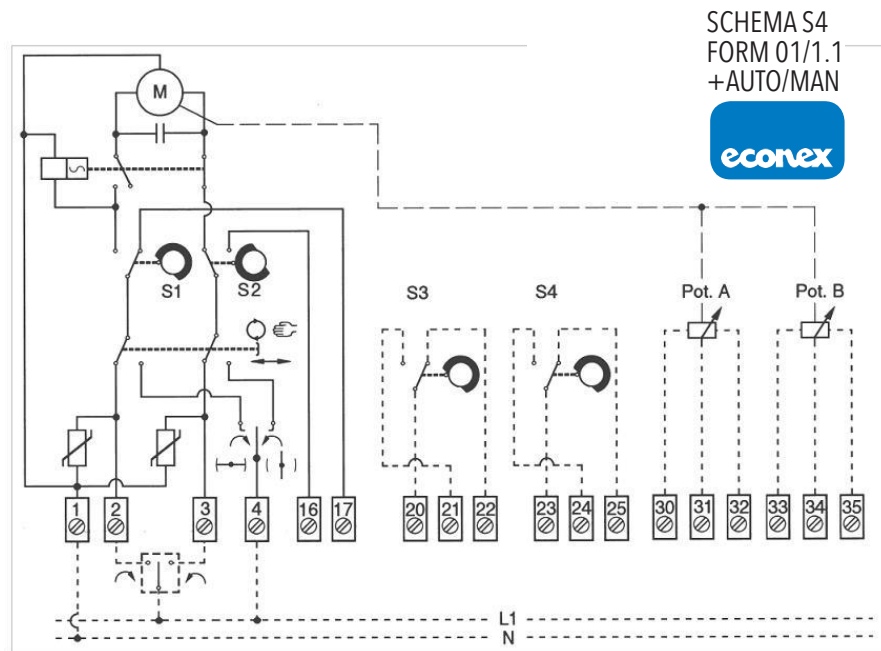 SCHEMA S4
FORM 01/1.1
+AUTO/MAN
econex
M
S1
S2
S3
S4
Pot. A
Pot. B
1
2
3
4
16
17
20
21
22
23
24
25
30
31
32
33
34
35
L1
N